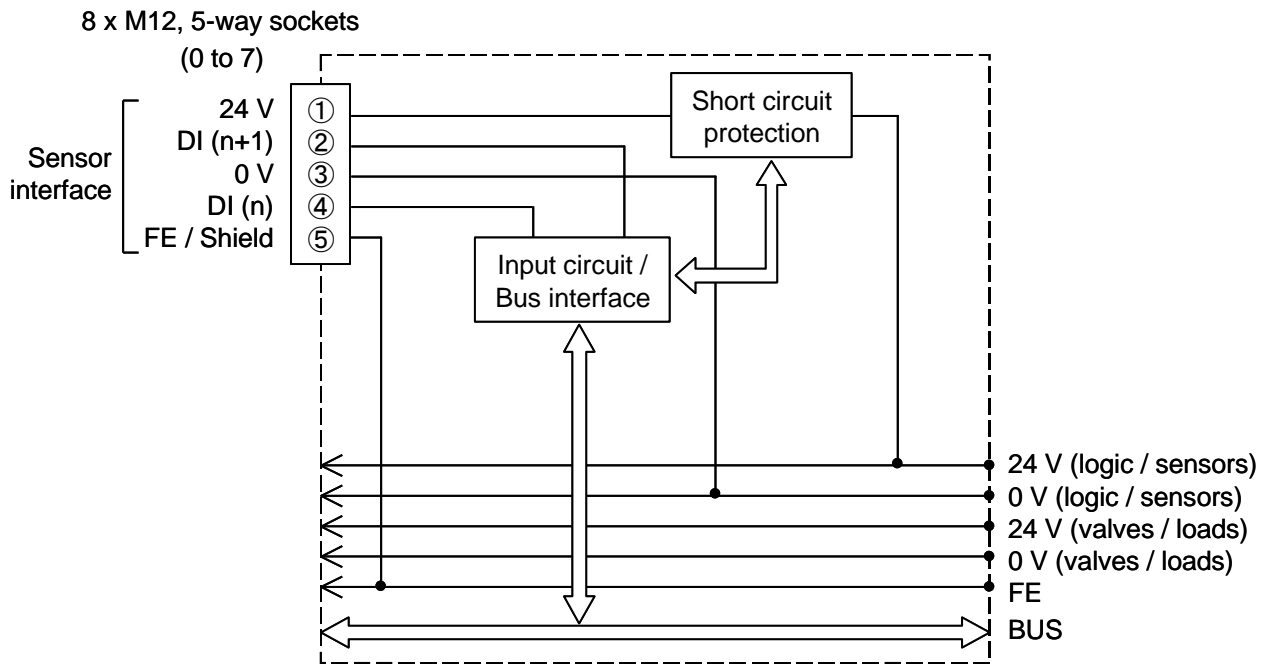 8 x M12, 5-way sockets
(0 to 7)
Sensor
interface
24 V
DI (n+1)
0 V
DI (n)
FE / Shield
①
②
③
④
⑤
Short circuit
protection
Input circuit /
Bus interface
24 V (logic / sensors)
0 V (logic / sensors)
24 V (valves / loads)
0 V (valves / loads)
FE
BUS